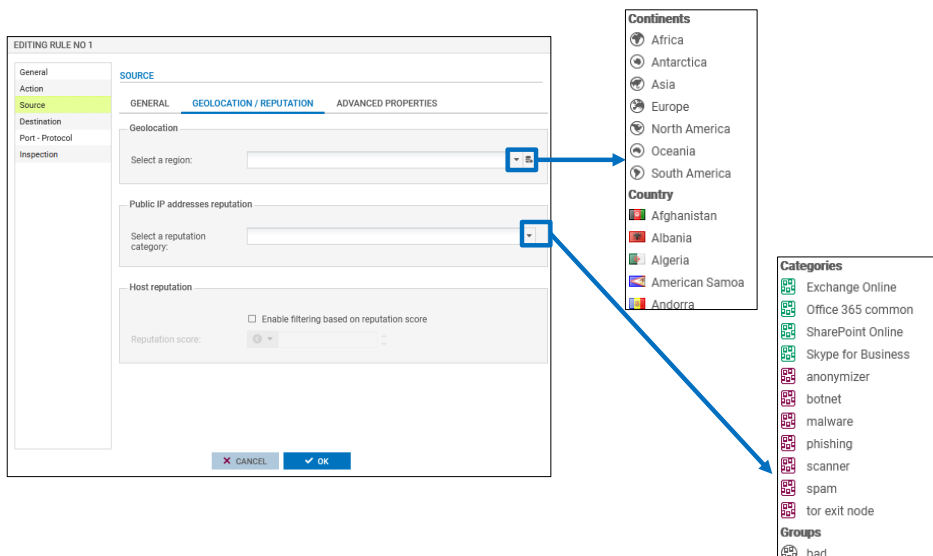 EDITING RULE NO 1
General
Action
Source
Destination
Port - Protocol
Inspection
SOURCE
GENERAL GEOLOCATION / REPUTATION ADVANCED PROPERTIES
Geolocation
Select a region:
Public IP addresses reputation
Select a reputation
category:
Host reputation
Enable filtering based on reputation score
Reputation score:
CANCEL OK
Continents
Africa
Antarctica
Asia
Europe
North America
Oceania
South America
Country
Afghanistan
Albania
Algeria
American Samoa
Andorra
Categories
Exchange Online
Office 365 common
SharePoint Online
Skype for Business
anonymizer
botnet
malware
phishing
scanner
spam
tor exit node
Groups
bad